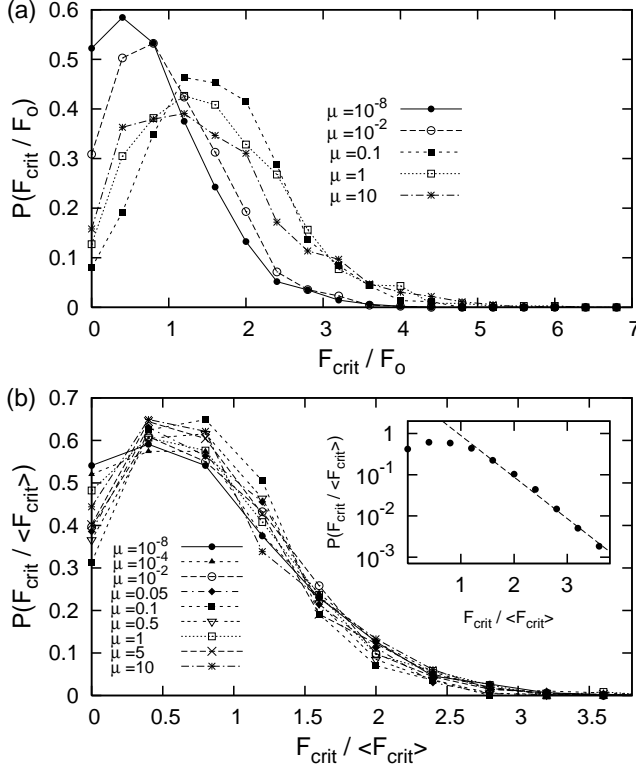 (a)
0.6
0.5
0.4
0.3
0.2
0.1
0
P(F_crit / F_o)
μ = 10^-8
μ = 10^-2
μ = 0.1
μ = 1
μ = 10
0 1 2 3 4 5 6 7
F_crit / F_o
(b)
0.7
0.6
0.5
0.4
0.3
0.2
0.1
0
P(F_crit / <F_crit>)
μ = 10^-8
μ = 10^-4
μ = 10^-2
μ = 0.05
μ = 0.1
μ = 0.5
μ = 1
μ = 5
μ = 10
P(F_crit / <F_crit>)
1
10^-1
10^-2
10^-3
1 2 3
F_crit / <F_crit>
0 0.5 1 1.5 2 2.5 3 3.5
F_crit / <F_crit>